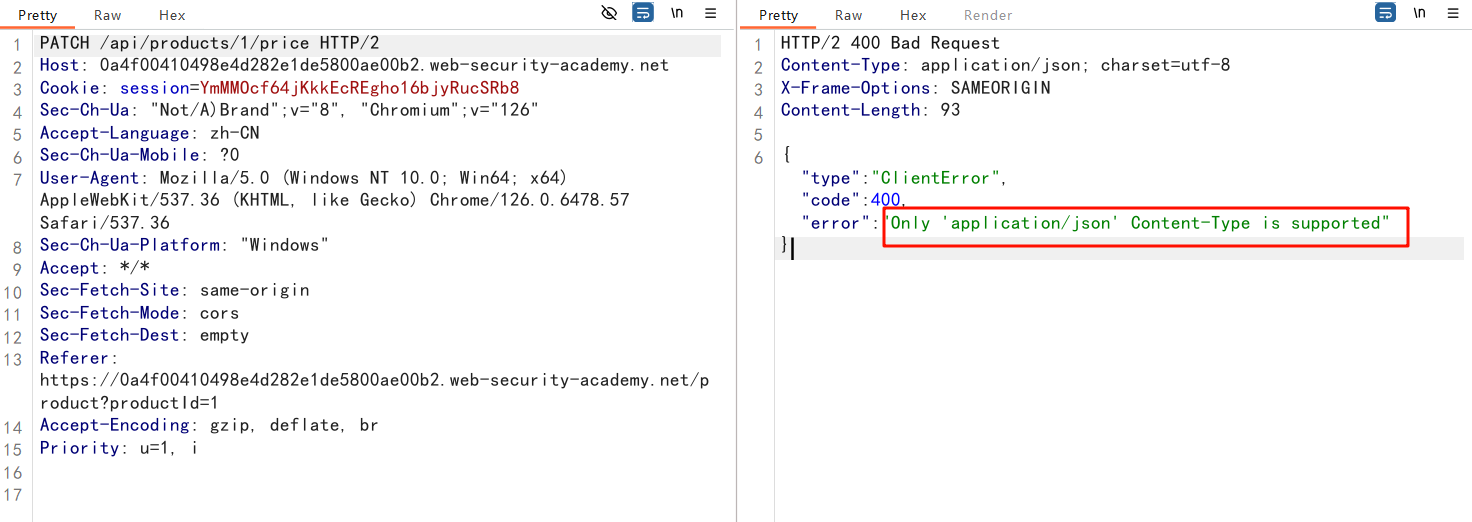 Pretty Raw Hex \n
1 PATCH /api/products/1/price HTTP/2
2 Host: 0a4f00410498e4d282e1de5800ae00b2.web-security-academy.net
3 Cookie: session=YmMMOcf64jKkkEcREgho16bjyRucSRb8
4 Sec-Ch-Ua: "Not/A)Brand";v="8", "Chromium";v="126"
5 Accept-Language: zh-CN
6 Sec-Ch-Ua-Mobile: ?0
7 User-Agent: Mozilla/5.0 (Windows NT 10.0; Win64; x64)
AppleWebKit/537.36 (KHTML, like Gecko) Chrome/126.0.6478.57
Safari/537.36
8 Sec-Ch-Ua-Platform: "Windows"
9 Accept: */*
10 Sec-Fetch-Site: same-origin
11 Sec-Fetch-Mode: cors
12 Sec-Fetch-Dest: empty
13 Referer:
https://0a4f00410498e4d282e1de5800ae00b2.web-security-academy.net/p
roduct?productId=1
14 Accept-Encoding: gzip, deflate, br
15 Priority: u=1, i
16
17
Pretty Raw Hex Render \n
1 HTTP/2 400 Bad Request
2 Content-Type: application/json; charset=utf-8
3 X-Frame-Options: SAMEORIGIN
4 Content-Length: 93
5
6 {
"type":"ClientError",
"code":400,
"error":"Only 'application/json' Content-Type is supported"
}